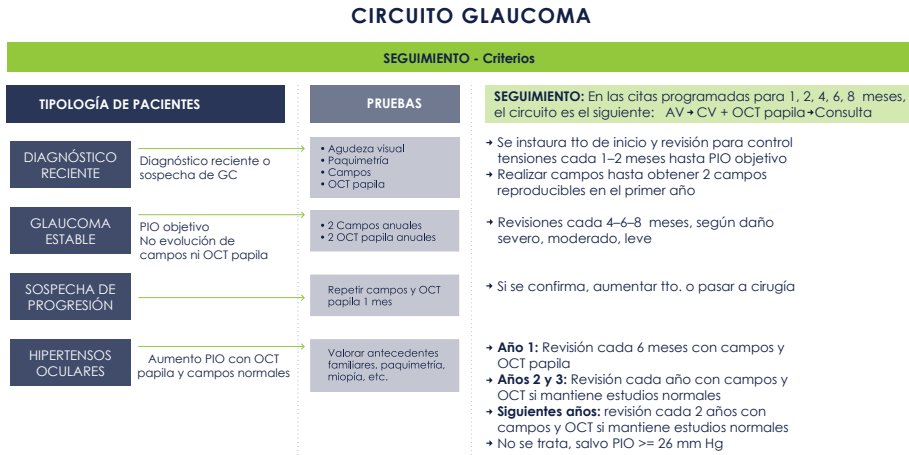 CIRCUITO GLAUCOMA
SEGUIMIENTO - Criterios
TIPOLOGÍA DE PACIENTES
PRUEBAS
SEGUIMIENTO: En las citas programadas para 1, 2, 4, 6, 8 meses,
el circuito es el siguiente: AV→CV + OCT papila→Consulta
DIAGNÓSTICO
RECIENTE
Diagnóstico reciente o
sospecha de GC
• Agudeza visual
• Paquimetría
• Campos
• OCT papila
→ Se instaura tto de inicio y revisión para control
tensiones cada 1–2 meses hasta PIO objetivo
→ Realizar campos hasta obtener 2 campos
reproducibles en el primer año
GLAUCOMA
ESTABLE
PIO objetivo
No evolución de
campos ni OCT papila
• 2 Campos anuales
• 2 OCT papila anuales
→ Revisiones cada 4–6–8 meses, según daño
severo, moderado, leve
SOSPECHA DE
PROGRESIÓN
Repetir campos y OCT
papila 1 mes
→ Si se confirma, aumentar tto. o pasar a cirugía
HIPERTENSOS
OCULARES
Aumento PIO con OCT
papila y campos normales
Valorar antecedentes
familiares, paquimetría,
miopía, etc.
→ Año 1: Revisión cada 6 meses con campos y
OCT papila
→ Años 2 y 3: Revisión cada año con campos y
OCT si mantiene estudios normales
→ Siguientes años: revisión cada 2 años con
campos y OCT si mantiene estudios normales
→ No se trata, salvo PIO >= 26 mm Hg